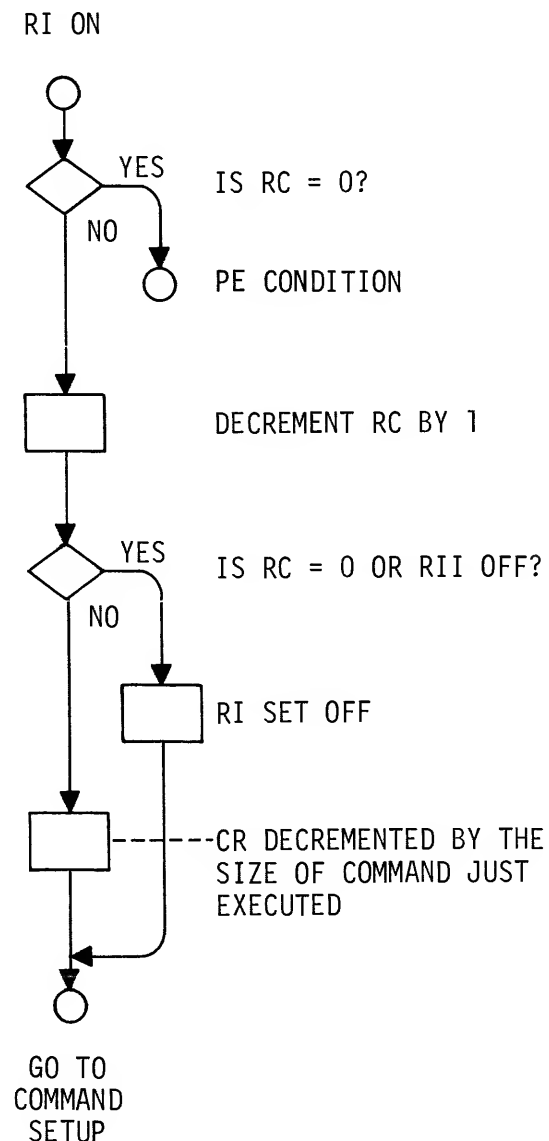 RI ON
YES
IS RC = 0?
NO
PE CONDITION
DECREMENT RC BY 1
YES
IS RC = 0 OR RII OFF?
NO
RI SET OFF
CR DECREMENTED BY THE
SIZE OF COMMAND JUST
EXECUTED
GO TO
COMMAND
SETUP